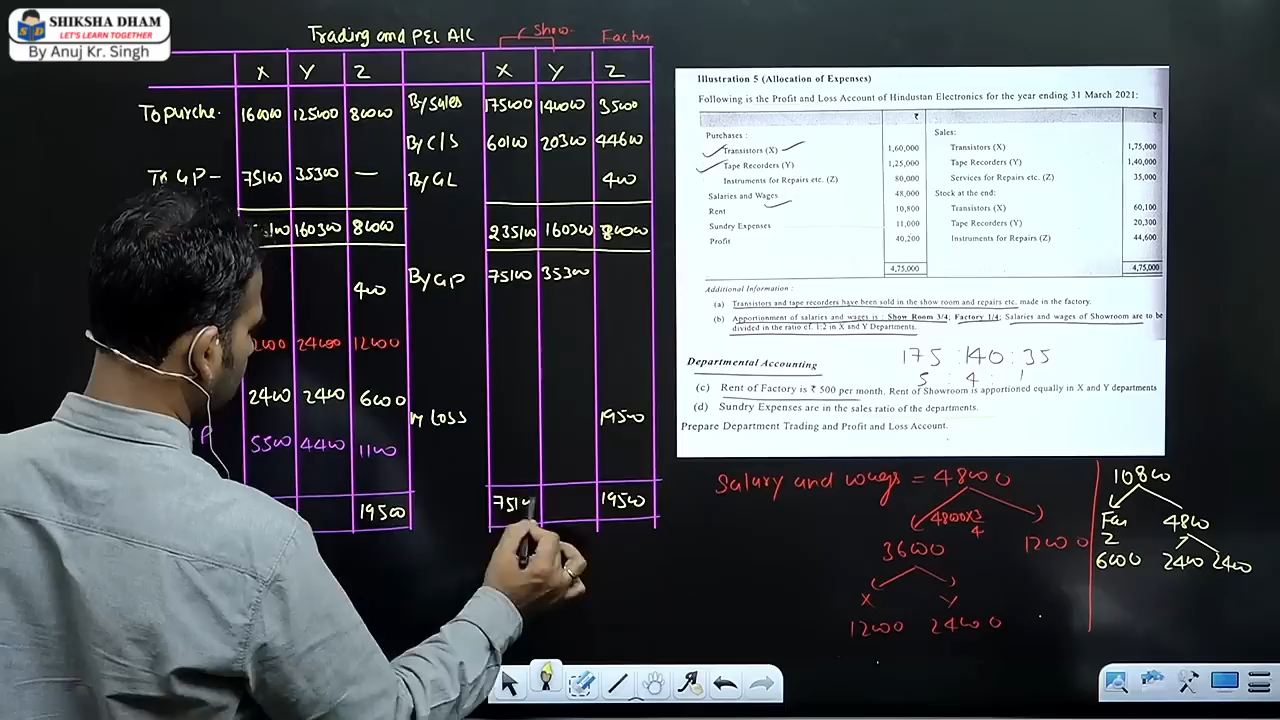 SHIKSHA DHAM
LET'S LEARN TOGETHER
By Anuj Kr. Singh
Trading and P&L A/C
Show.
X Y Z X Y Z
By Sales 175000 140000 35000
160000 125000 80000
By C/S 60100 20300 44600
To GP - 75100 35300 — By GL 400
160300 80000 235100 160300 80000
400 By GP 75100 35300
24000 12000
2400 2400 6000 Loss 19500
5500 4400 1100
19500 19500
Illustration 5 (Allocation of Expenses)
Following is the Profit and Loss Account of Hindustan Electronics for the year ending 31 March 2021:
₹ ₹
Purchases : Sales:
Transistors (X) 1,60,000 Transistors (X) 1,75,000
Tape Recorders (Y) 1,25,000 Tape Recorders (Y) 1,40,000
Instruments for Repairs etc. (Z) 80,000 Services for Repairs etc. (Z) 35,000
Salaries and Wages 48,000 Stock at the end:
Rent 10,800 Transistors (X) 60,100
Sundry Expenses 11,000 Tape Recorders (Y) 20,300
Profit 40,200 Instruments for Repairs (Z) 44,600
4,75,000 4,75,000
Additional Information :
(a) Transistors and tape recorders have been sold in the show room and repairs etc. made in the factory.
(b) Apportionment of salaries and wages is : Show Room 3/4; Factory 1/4; Salaries and wages of Showroom are to be
divided in the ratio of. 1:2 in X and Y Departments.
175 : 140 : 35
5 : 4 : 1
Departmental Accounting
(c) Rent of Factory is ₹ 500 per month, Rent of Showroom is apportioned equally in X and Y departments
(d) Sundry Expenses are in the sales ratio of the departments.
Prepare Department Trading and Profit and Loss Account.
Salary and wages = 48000
48000×3/4
36000 12000
X Y
12000 24000
10800
Fac 4800
Z
6000 2400 2400